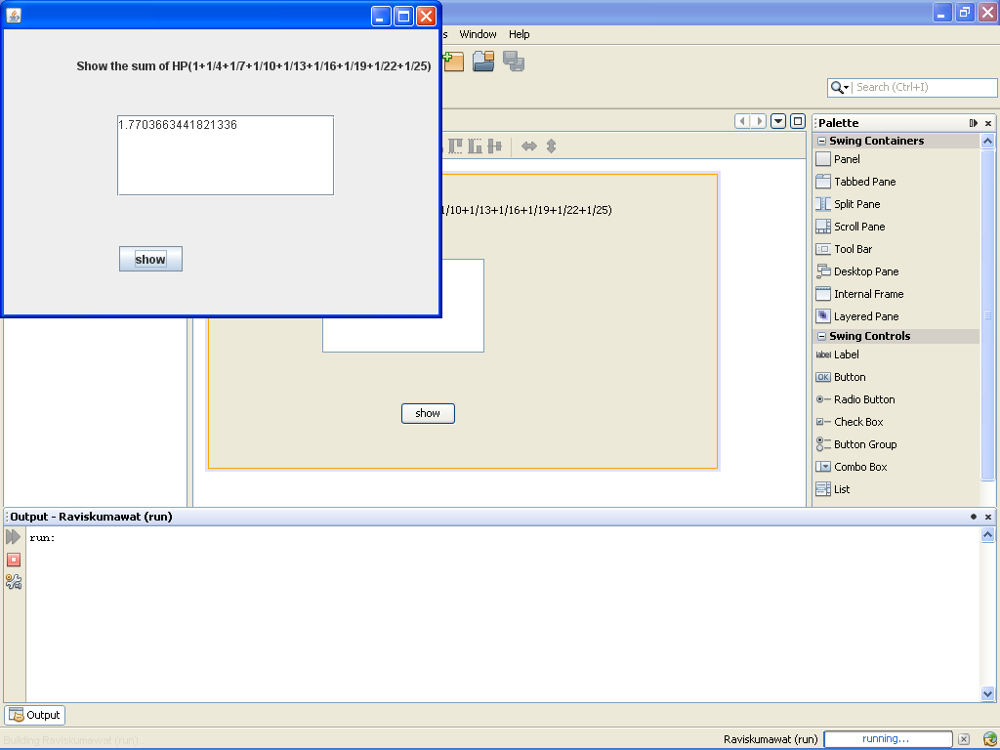 s Window Help
Show the sum of HP(1+1/4+1/7+1/10+1/13+1/16+1/19+1/22+1/25)
1.7703663441821336
show
Search (Ctrl+I)
1/10+1/13+1/16+1/19+1/22+1/25)
show
Palette
Swing Containers
Panel
Tabbed Pane
Split Pane
Scroll Pane
Tool Bar
Desktop Pane
Internal Frame
Layered Pane
Swing Controls
label Label
OK Button
Radio Button
Check Box
Button Group
Combo Box
List
Output - Raviskumawat (run)
run:
Output
Building Raviskumawat (run)
Raviskumawat (run) running...